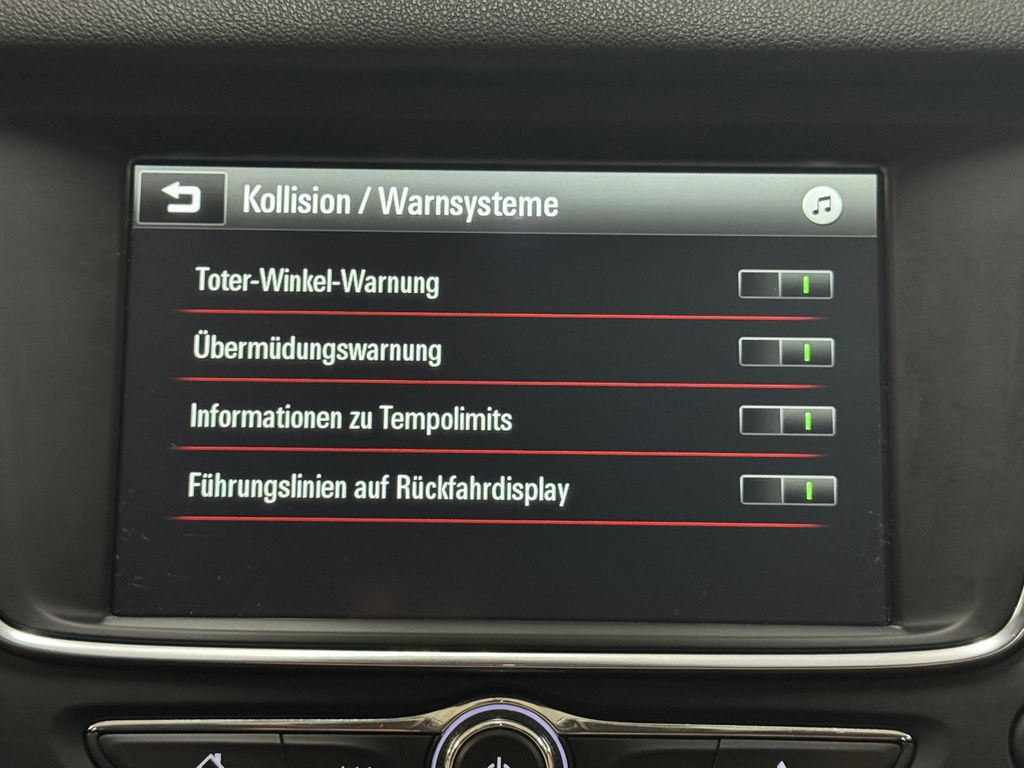 Kollision / Warnsysteme
Toter-Winkel-Warnung
Übermüdungswarnung
Informationen zu Tempolimits
Führungslinien auf Rückfahrdisplay